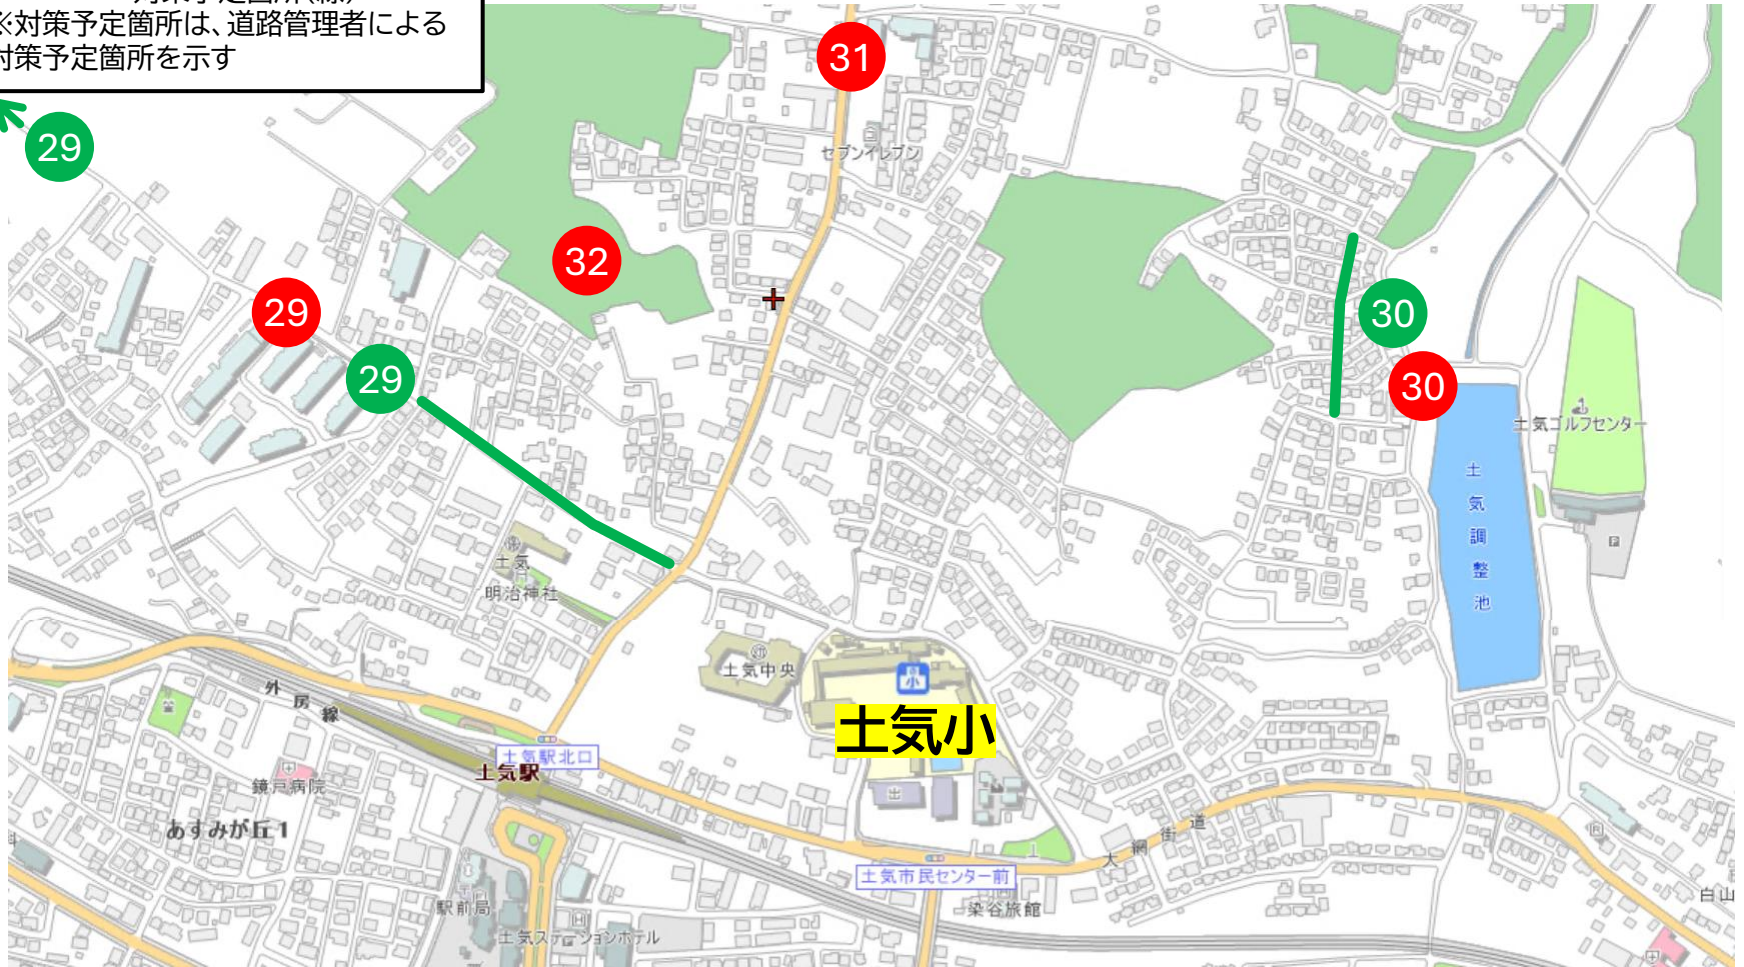 ※対策予定箇所は、道路管理者による
対策予定箇所を示す
31
29
セブンイレブン
32
29
30
29
30
土気ゴルフセンター
土気調整池
P
土気
明治神社
土気中央
小
土気小
外房線
土気駅北口
土気駅
鏡戸病院
あすみが丘1
大網街道
土気市民センター前
駅前局
染谷旅館
白山
土気ステーションホテル